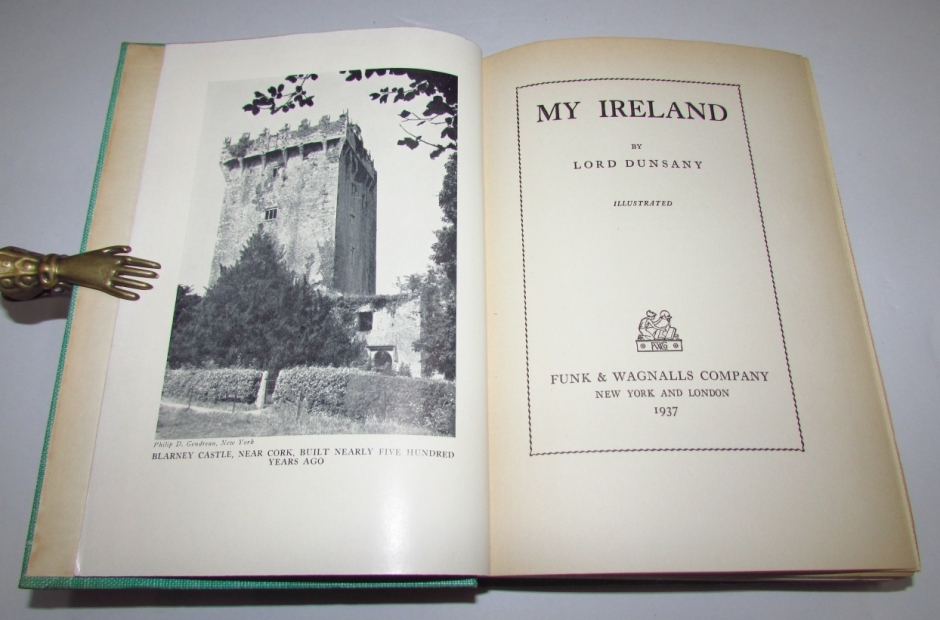 Philip D. Gendreau, New York
BLARNEY CASTLE, NEAR CORK, BUILT NEARLY FIVE HUNDRED
YEARS AGO
MY IRELAND
BY
LORD DUNSANY
ILLUSTRATED
FWG
FUNK & WAGNALLS COMPANY
NEW YORK AND LONDON
1937